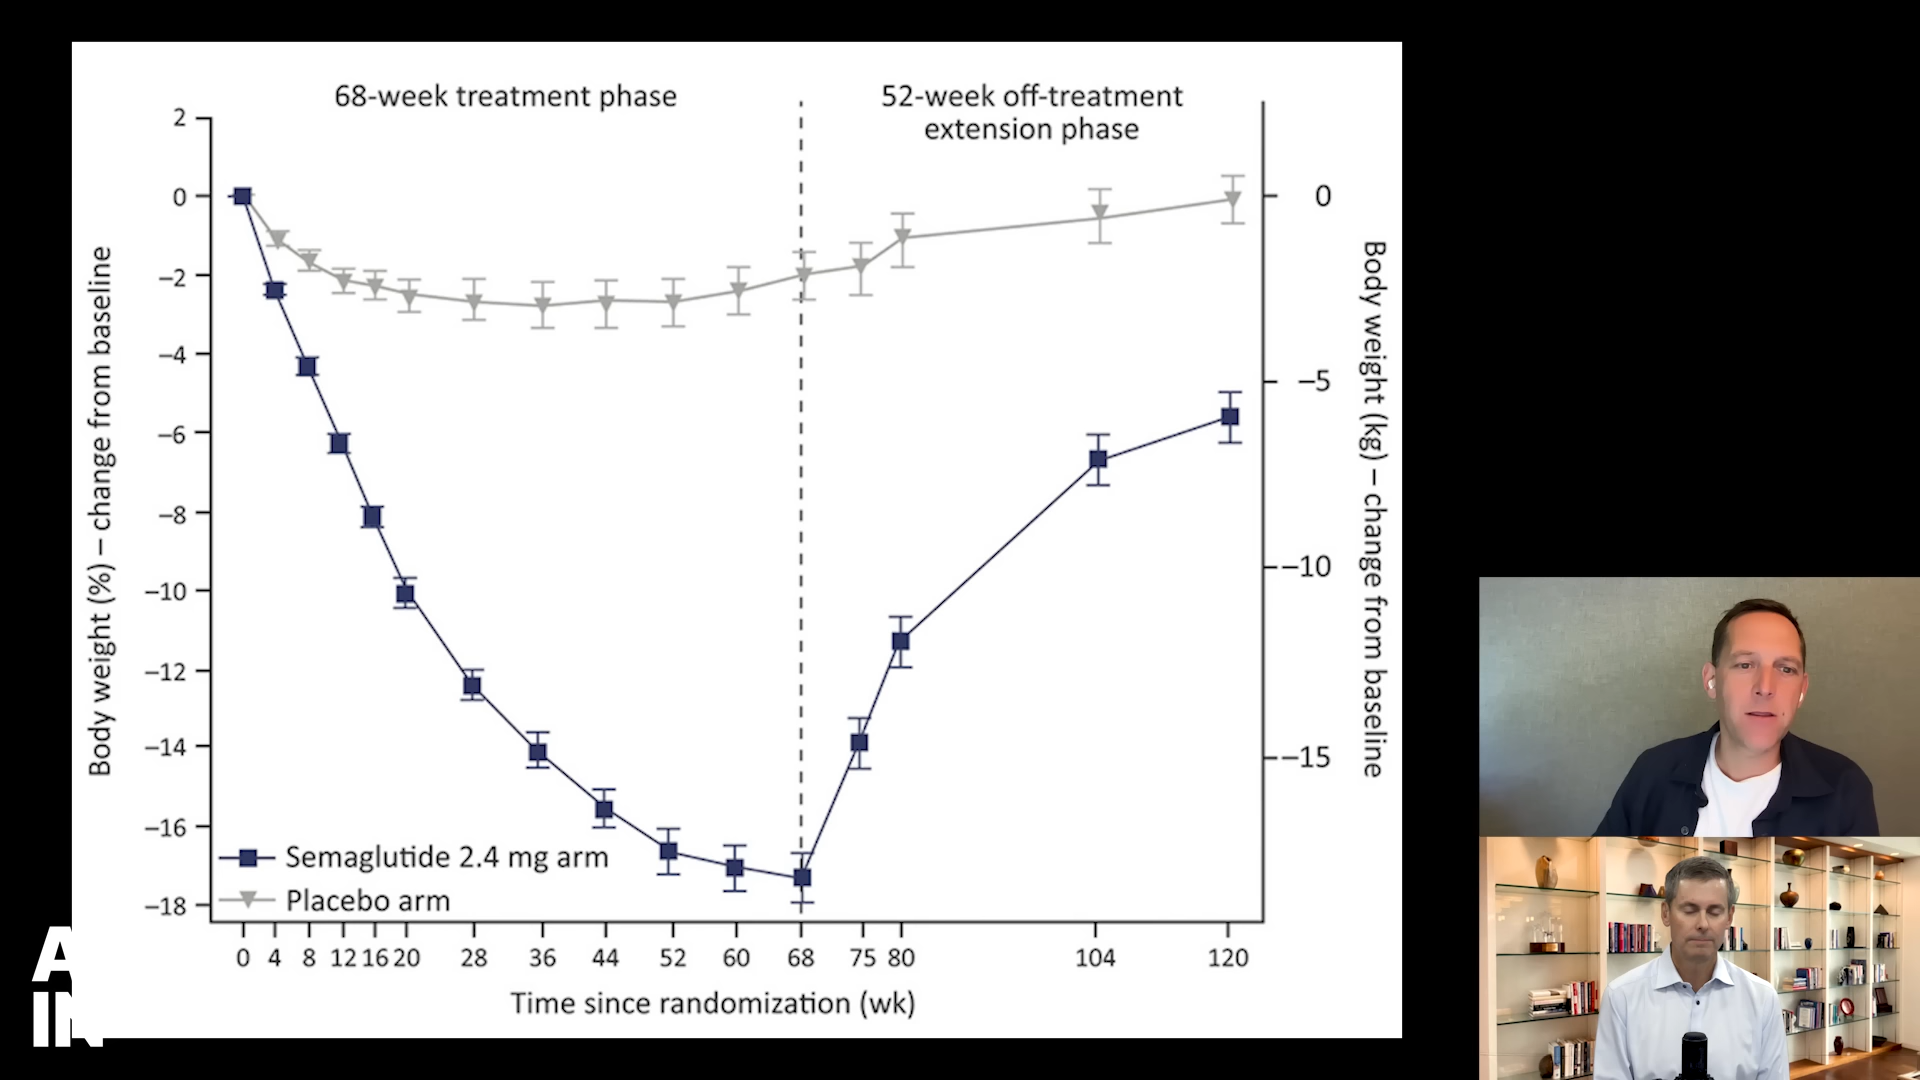 68-week treatment phase
52-week off-treatment
extension phase
2
0
–2
–4
–6
–8
–10
–12
–14
–16
–18
Body weight (%) – change from baseline
0
–5
–10
–15
Body weight (kg) – change from baseline
Semaglutide 2.4 mg arm
Placebo arm
0 4 8 12 16 20 28 36 44 52 60 68 75 80 104 120
Time since randomization (wk)
A
IN